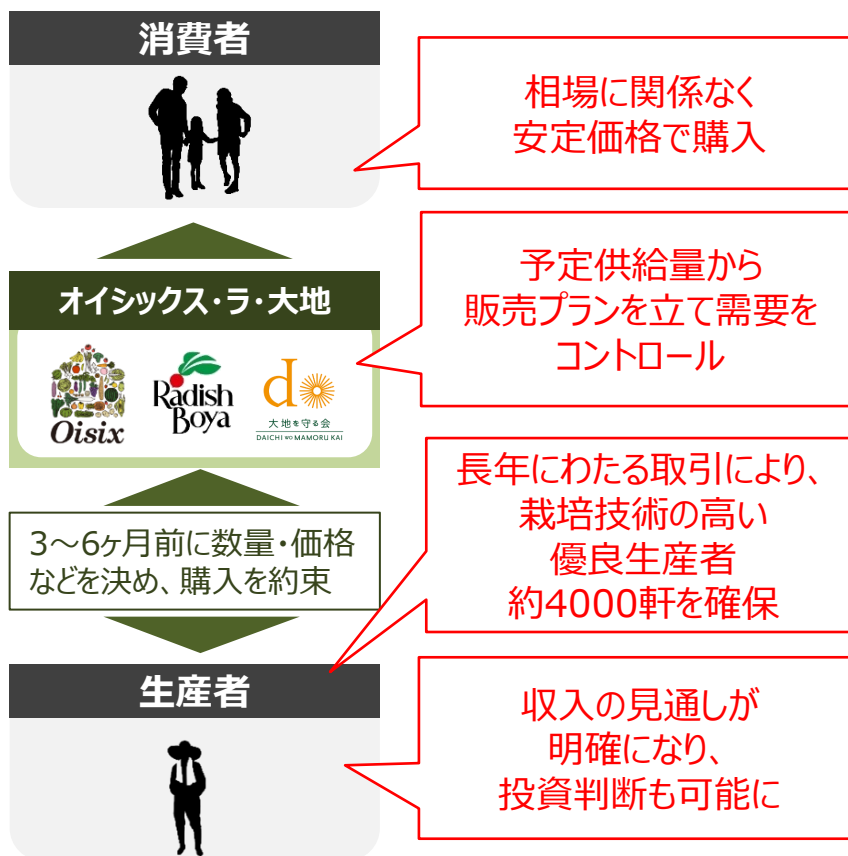 消費者
相場に関係なく
安定価格で購入
オイシックス・ラ・大地
Oisix
Radish
Boya
d
大地を守る会
DAICHI WO MAMORU KAI
予定供給量から
販売プランを立て需要を
コントロール
3～6ヶ月前に数量・価格
などを決め、購入を約束
長年にわたる取引により、
栽培技術の高い
優良生産者
約4000軒を確保
生産者
収入の見通しが
明確になり、
投資判断も可能に